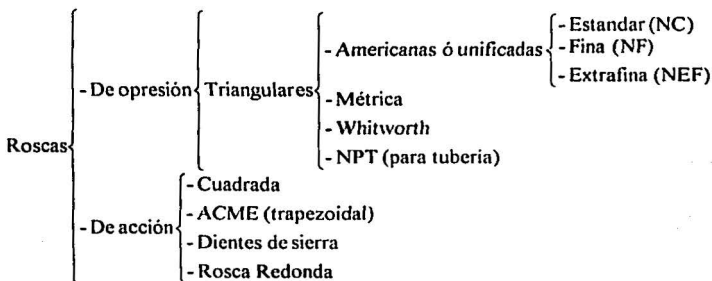 Roscas
- De opresión
Triangulares
- Americanas ó unificadas
- Estandar (NC)
- Fina (NF)
- Extrafina (NEF)
- Métrica
- Whitworth
- NPT (para tuberia)
- De acción
- Cuadrada
- ACME (trapezoidal)
- Dientes de sierra
- Rosca Redonda